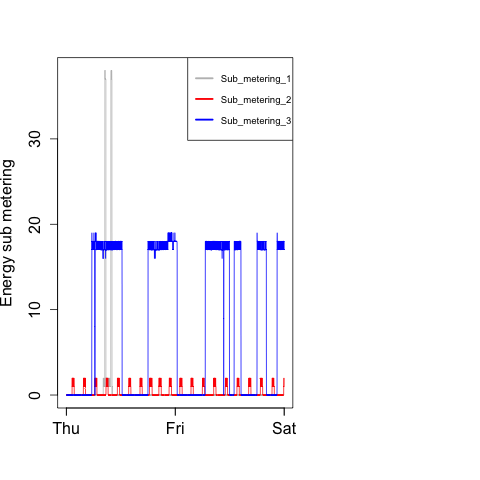 Sub_metering_1
Sub_metering_2
Sub_metering_3
Energy sub metering
30
20
10
0
Thu Fri Sat